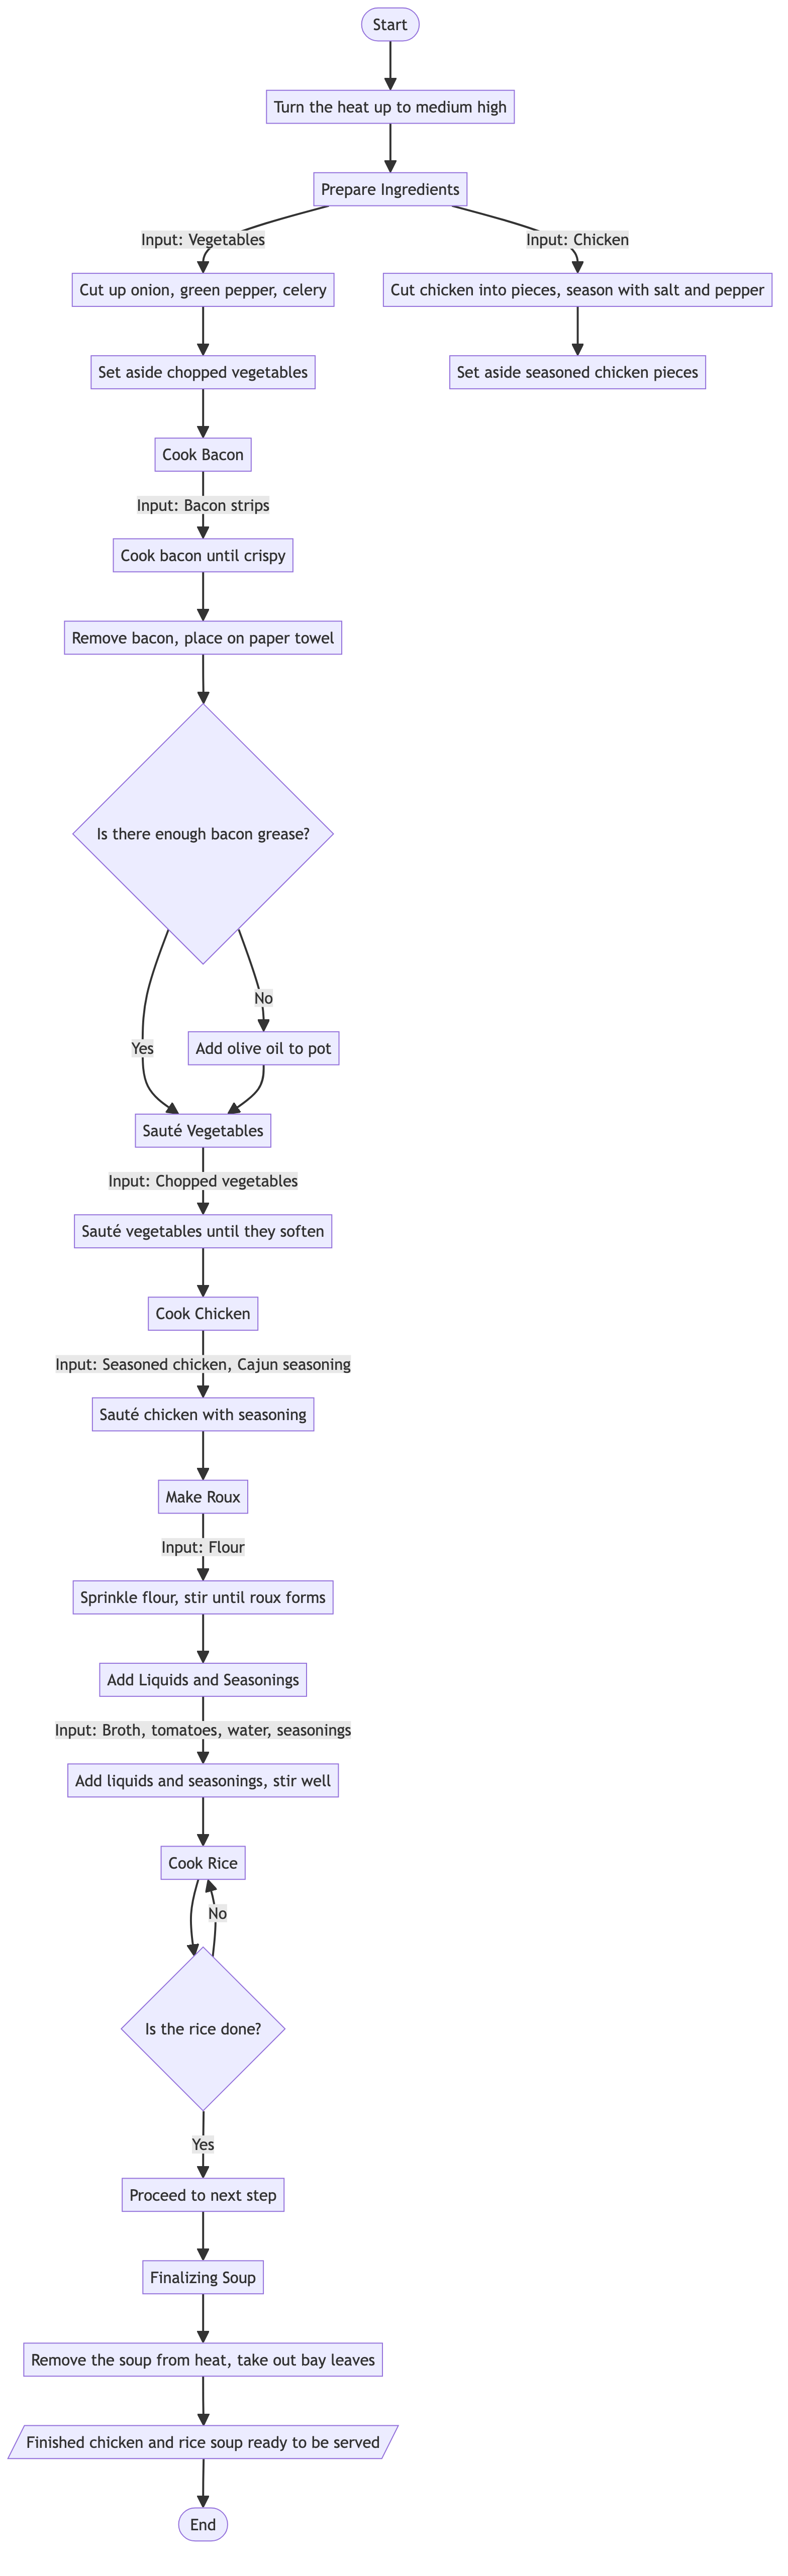 Start
Turn the heat up to medium high
Prepare Ingredients
Input: Vegetables
Input: Chicken
Cut up onion, green pepper, celery
Cut chicken into pieces, season with salt and pepper
Set aside chopped vegetables
Set aside seasoned chicken pieces
Cook Bacon
Input: Bacon strips
Cook bacon until crispy
Remove bacon, place on paper towel
Is there enough bacon grease?
No
Yes
Add olive oil to pot
Sauté Vegetables
Input: Chopped vegetables
Sauté vegetables until they soften
Cook Chicken
Input: Seasoned chicken, Cajun seasoning
Sauté chicken with seasoning
Make Roux
Input: Flour
Sprinkle flour, stir until roux forms
Add Liquids and Seasonings
Input: Broth, tomatoes, water, seasonings
Add liquids and seasonings, stir well
Cook Rice
No
Is the rice done?
Yes
Proceed to next step
Finalizing Soup
Remove the soup from heat, take out bay leaves
Finished chicken and rice soup ready to be served
End